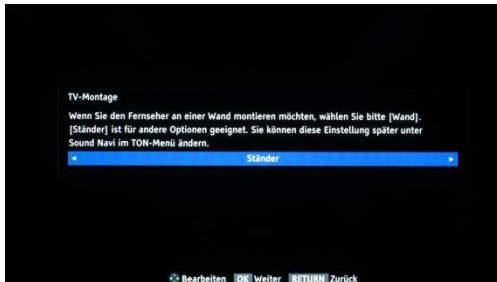 TV-Montage
Wenn Sie den Fernseher an einer Wand montieren möchten, wählen Sie bitte [Wand].
[Ständer] ist für andere Optionen geeignet. Sie können diese Einstellung später unter
Sound Navi im TON-Menü ändern.
Ständer
Bearbeiten OK Weiter RETURN Zurück